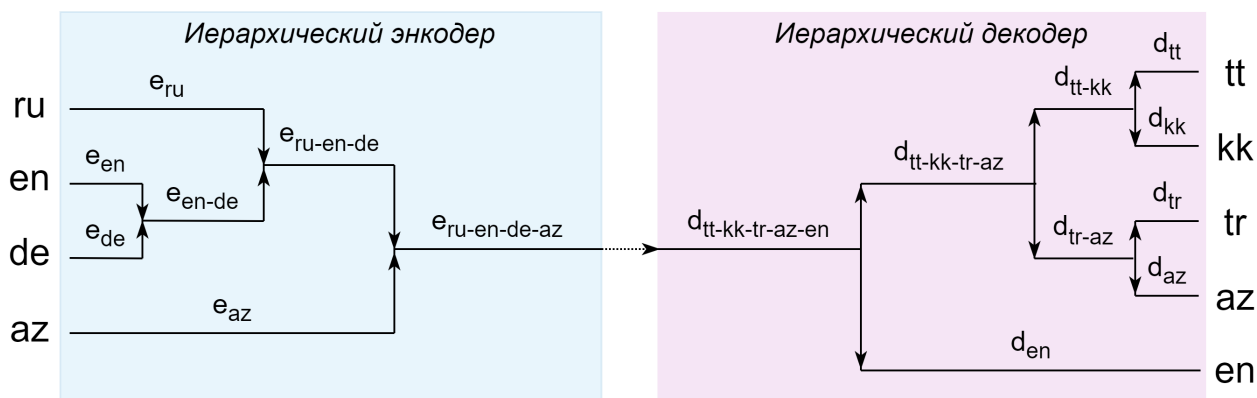 Иерархический энкодер
ru
e_ru
en
e_en
de
e_de
e_en-de
e_ru-en-de
az
e_az
e_ru-en-de-az
Иерархический декодер
d_tt-kk-tr-az-en
d_tt-kk-tr-az
d_tt-kk
d_tt
tt
d_kk
kk
d_tr-az
d_tr
tr
d_az
az
d_en
en